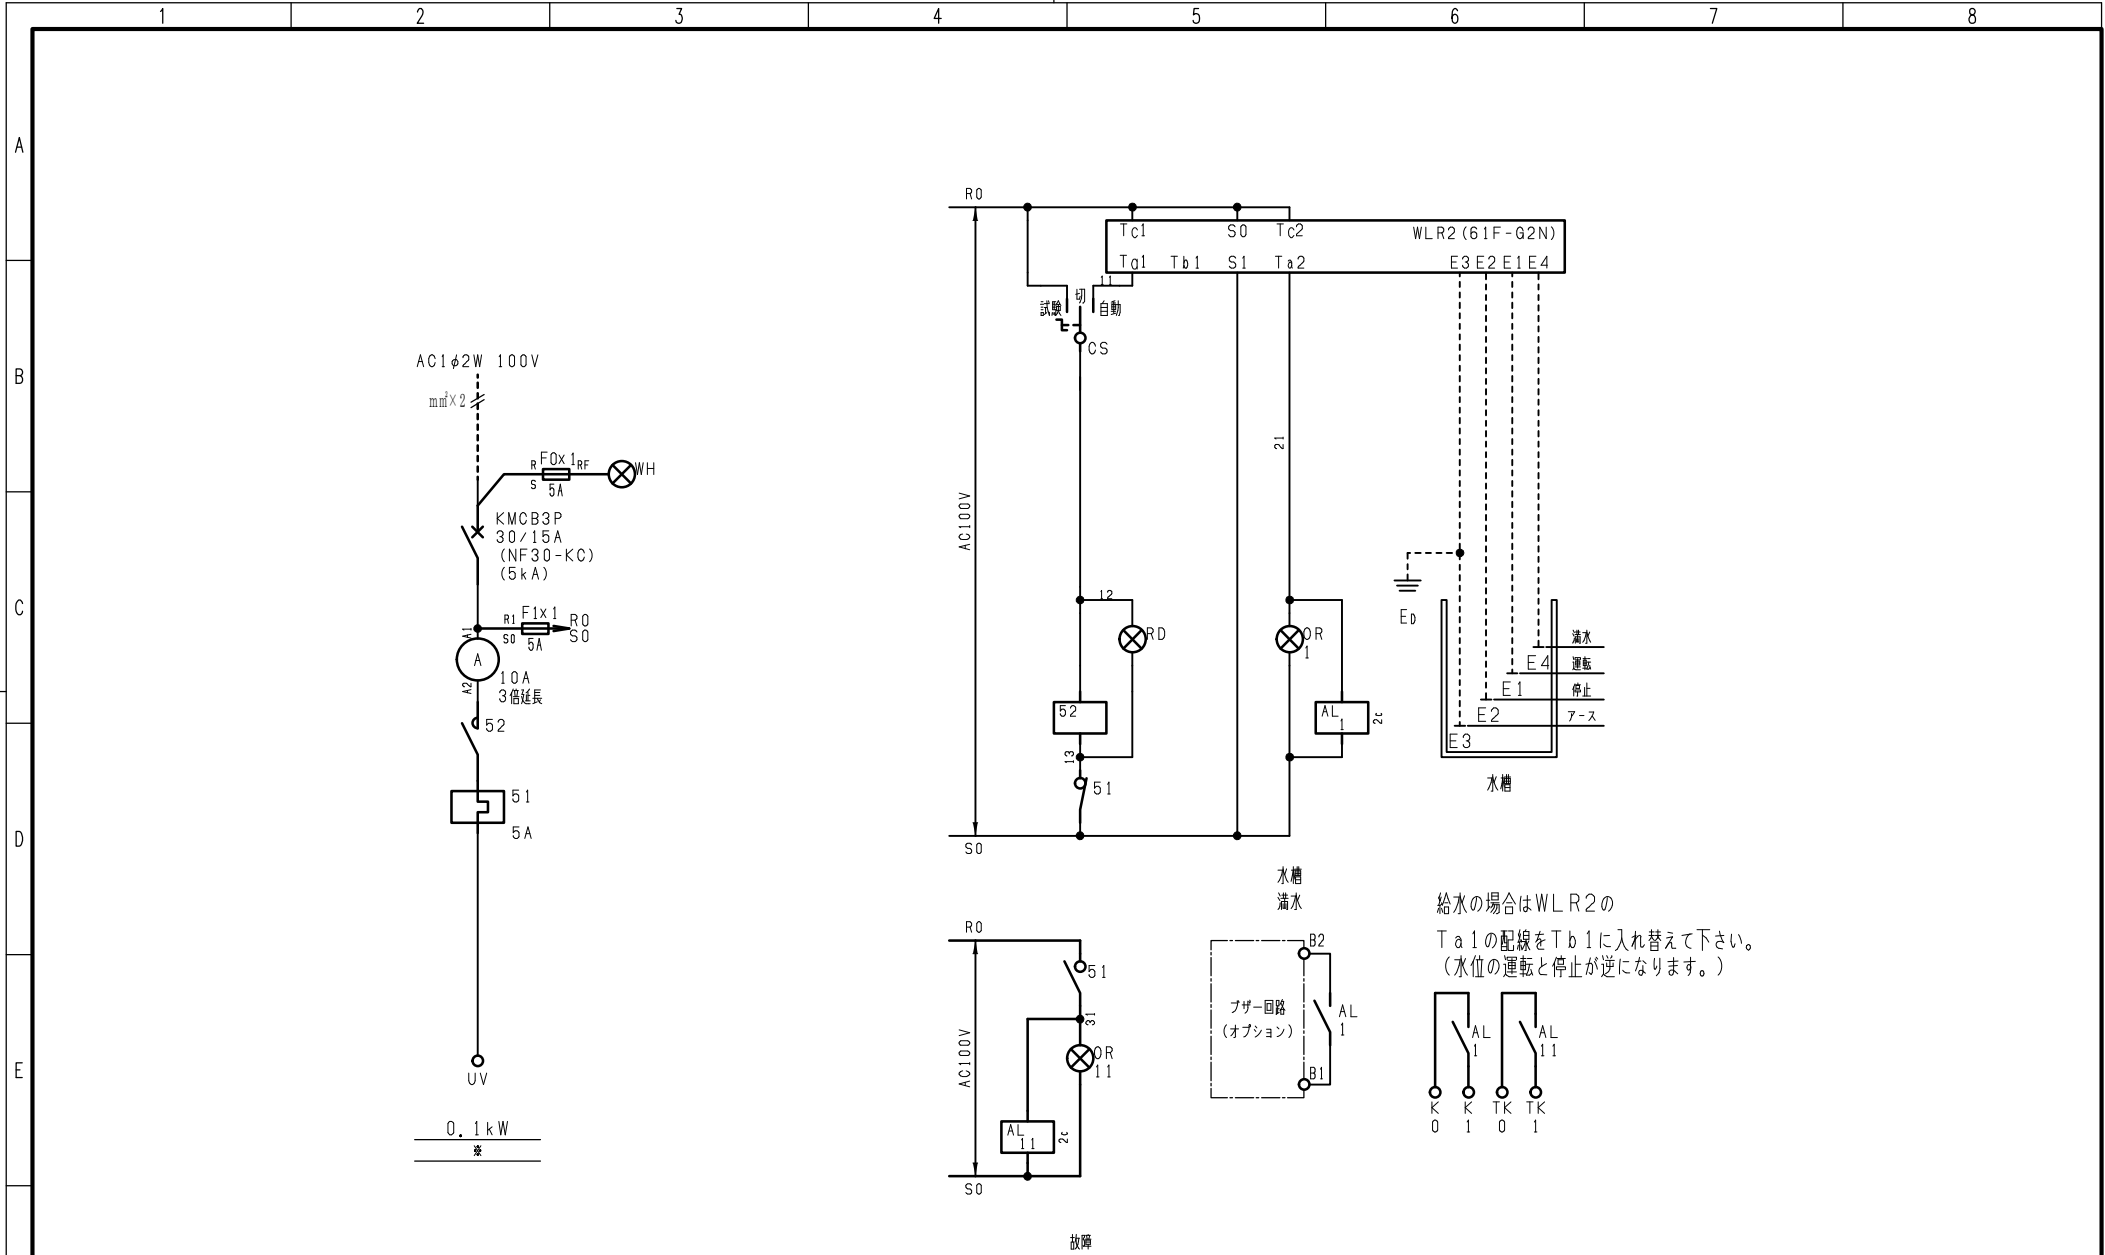 1 2 3 4 5 6 7 8
A
B
C
D
E
AC1φ2W 100V
mm²×2
R F0x1 RF
S 5A
WH
KMCB3P
30/15A
(NF30-KC)
(5kA)
R1 F1x1 R0
S0 5A S0
A1
A
A2
10A
3倍延長
52
51
5A
UV
0.1kW
※
R0
Tc1 S0 Tc2 WLR2(61F-G2N)
Ta1 Tb1 S1 Ta2 E3 E2 E1 E4
11
試験 切 自動
CS
21
AC100V
12
RD
OR
1
52
AL
1
2c
13
51
S0
ED
満水
E4 運転
E1 停止
E2 アース
E3
水槽
水槽
満水
R0
51
31
AC100V
OR
11
AL
11
2c
S0
故障
B2
ブザー回路
(オプション)
AL
1
B1
給水の場合はWLR2の
Ta1の配線をTb1に入れ替えて下さい。
(水位の運転と停止が逆になります。)
AL
1
AL
11
K K TK TK
0 1 0 1